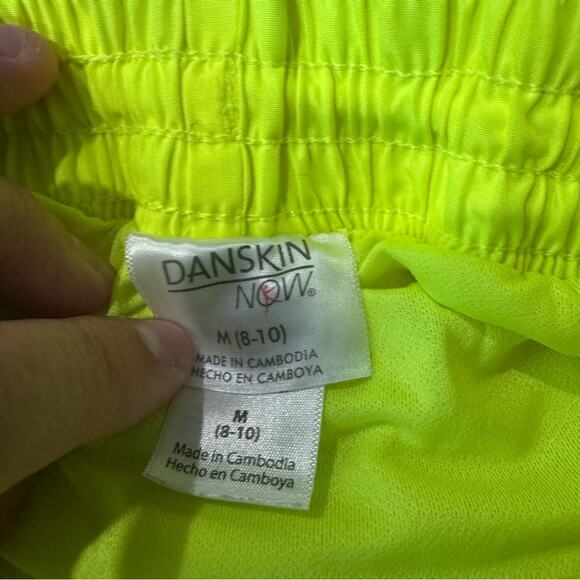 DANSKIN
NOW®
M (8-10)
MADE IN CAMBODIA
HECHO EN CAMBOYA
M
(8-10)
Made in Cambodia
Hecho en Camboya